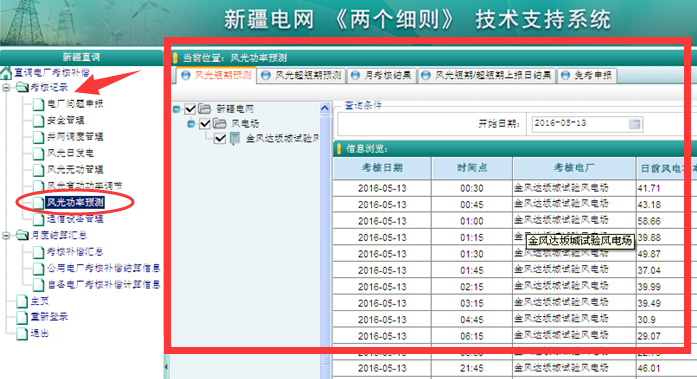 新疆电网 《两个细则》 技术支持系统
新疆直调
直调电厂考核补偿
考核记录
电厂问题申报
安全管理
并网调度管理
风光日发电
风光无功管理
风光有功功率调节
风光功率预测
通信设备管理
月度结算汇总
考核补偿汇总
公用电厂考核补偿结算信息
自备电厂考核补偿计算信息
主页
重新登录
退出
当前位置：风光功率预测
风光短期预测 风光超短期预测 月考核结果 风光短期/超短期上报日结果 免考申报
新疆电网
风电场
金风达坂城试验风
查询条件
开始日期： 2016-05-13
信息浏览：
考核日期 时间点 考核电厂 日前风电功率
2016-05-13 00:30 金风达坂城试验风电场 41.71
2016-05-13 00:45 金风达坂城试验风电场 43.18
2016-05-13 01:00 金风达坂城试验风电场 58.66
2016-05-13 01:15 金风达坂城试验风电场 39.88
金风达坂城试验风电场
2016-05-13 01:30 金风达坂城试验风电场 49.87
2016-05-13 01:45 金风达坂城试验风电场 37.04
2016-05-13 02:15 金风达坂城试验风电场 39.99
2016-05-13 03:15 金风达坂城试验风电场 39.49
2016-05-13 04:45 金风达坂城试验风电场 30.9
2016-05-13 06:15 金风达坂城试验风电场 29.07
2016-05-13 金风达坂城试验风电场
2016-05-13 21:45 金风达坂城试验风电场 46.01